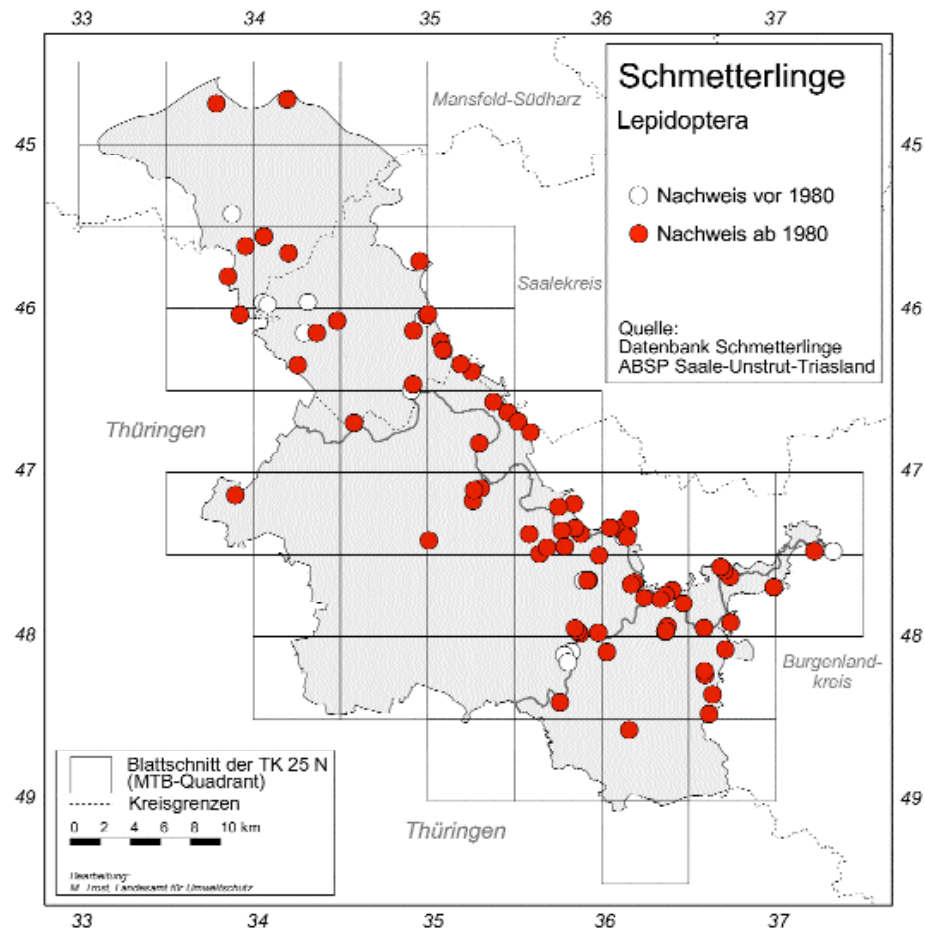 33 34 35 36 37
Schmetterlinge
Lepidoptera
Nachweis vor 1980
Nachweis ab 1980
Quelle:
Datenbank Schmetterlinge
ABSP Saale-Unstrut-Triasland
Mansfeld-Südharz
45 45
Saalekreis
46 46
Thüringen
47 47
48 48
Burgenland-
kreis
49 49
Thüringen
Blattschnitt der TK 25 N
(MTB-Quadrant)
Kreisgrenzen
0 2 4 6 8 10 km
Bearbeitung:
M. Trost, Landesamt für Umweltschutz
33 34 35 36 37